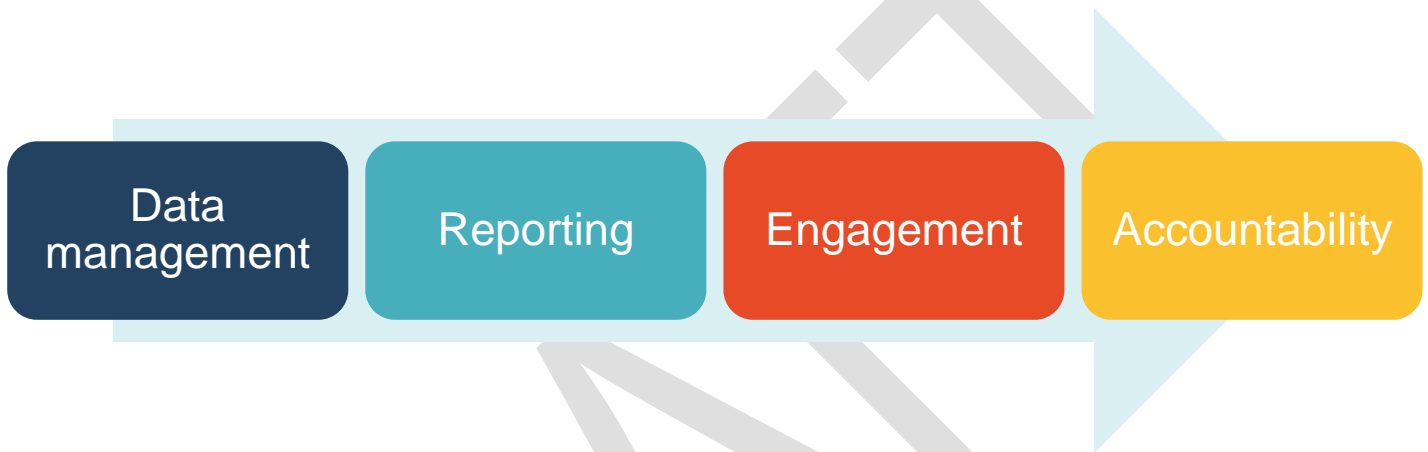 Data
management
Reporting
Engagement
Accountability